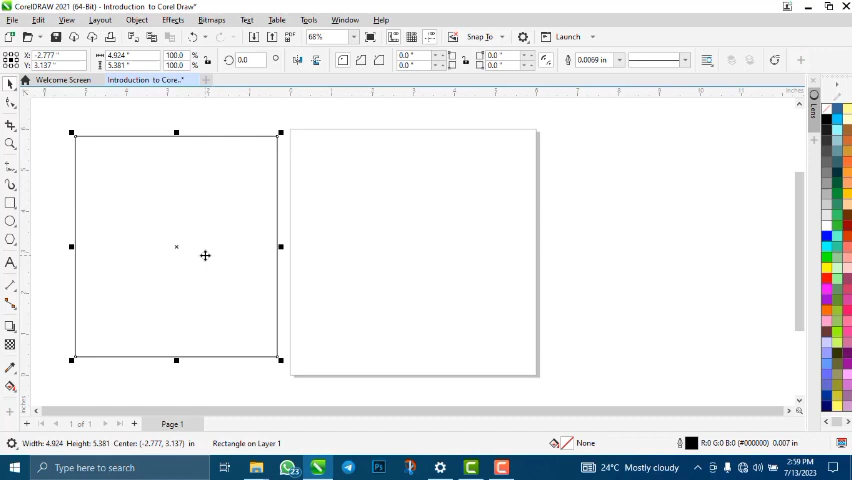 CorelDRAW 2021 (64-Bit) - Introduction to Corel Draw*
File Edit View Layout Object Effects Bitmaps Text Table Tools Window Help
68% PDF Snap To Launch
X: -2.777 " 4.924 " 100.0 % 0.0 0.0 " 0.0 " 0.0069 in
Y: 3.137 " 5.381 " 100.0 % 0.0 " 0.0 "
Welcome Screen Introduction to Core..*
inches
Lens
inches
1 of 1 Page 1
Width: 4.924 Height: 5.381 Center: (-2.777, 3.137) in Rectangle on Layer 1 None R:0 G:0 B:0 (#000000) 0.007 in
Type here to search 23 Ps 24°C Mostly cloudy 2:59 PM
7/13/2023